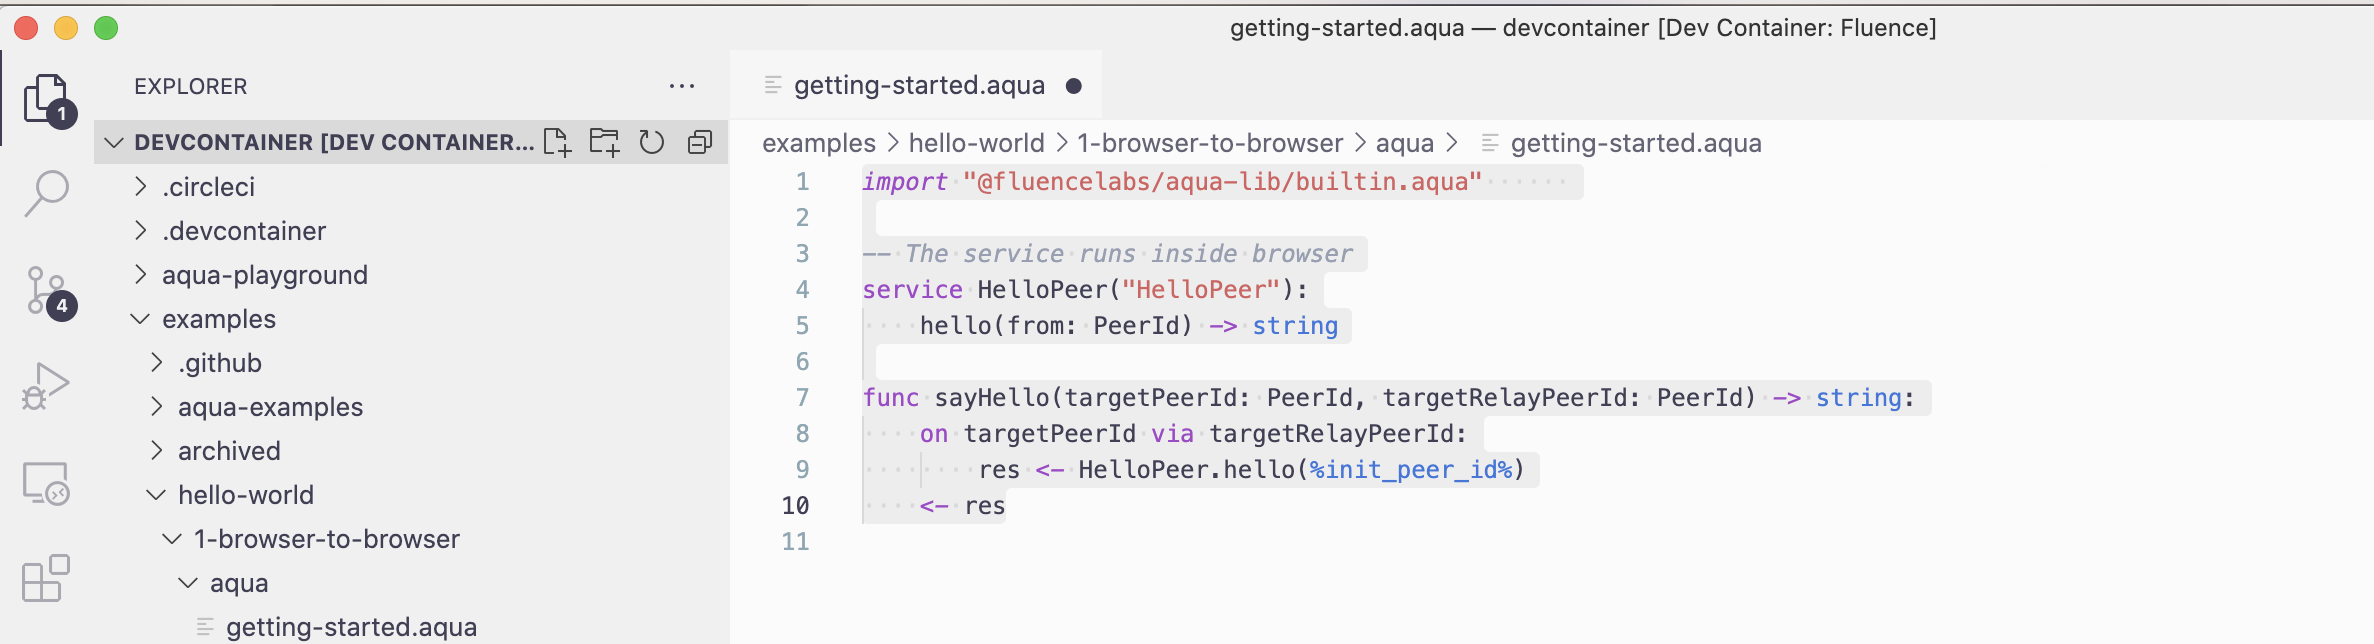 getting-started.aqua — devcontainer [Dev Container: Fluence]
EXPLORER
DEVCONTAINER [DEV CONTAINER...
.circleci
.devcontainer
aqua-playground
examples
.github
aqua-examples
archived
hello-world
1-browser-to-browser
aqua
getting-started.aqua
1
4
getting-started.aqua
examples > hello-world > 1-browser-to-browser > aqua > getting-started.aqua
1 import "@fluencelabs/aqua-lib/builtin.aqua"
2
3 -- The service runs inside browser
4 service HelloPeer("HelloPeer"):
5     hello(from: PeerId) -> string
6
7 func sayHello(targetPeerId: PeerId, targetRelayPeerId: PeerId) -> string:
8     on targetPeerId via targetRelayPeerId:
9         res <- HelloPeer.hello(%init_peer_id%)
10     <- res
11